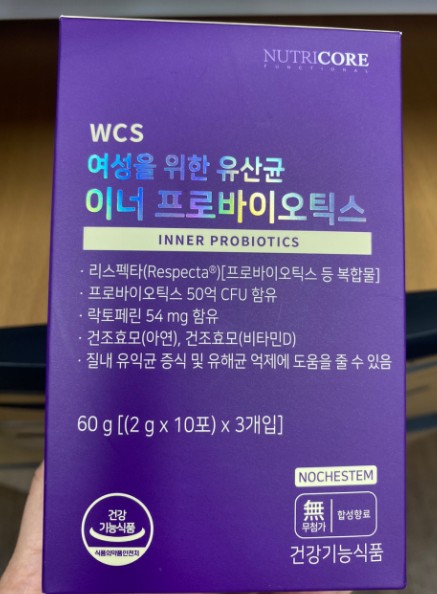 NUTRICORE
FUNCTIONAL
WCS
여성을 위한 유산균
이너 프로바이오틱스
INNER PROBIOTICS
· 리스펙타(Respecta®)[프로바이오틱스 등 복합물]
· 프로바이오틱스 50억 CFU 함유
· 락토페린 54 mg 함유
· 건조효모(아연), 건조효모(비타민D)
· 질내 유익균 증식 및 유해균 억제에 도움을 줄 수 있음
60 g [(2 g x 10포) x 3개입]
NOCHESTEM
건강
기능식품
식품의약품안전처
無
무첨가
합성향료
건강기능식품